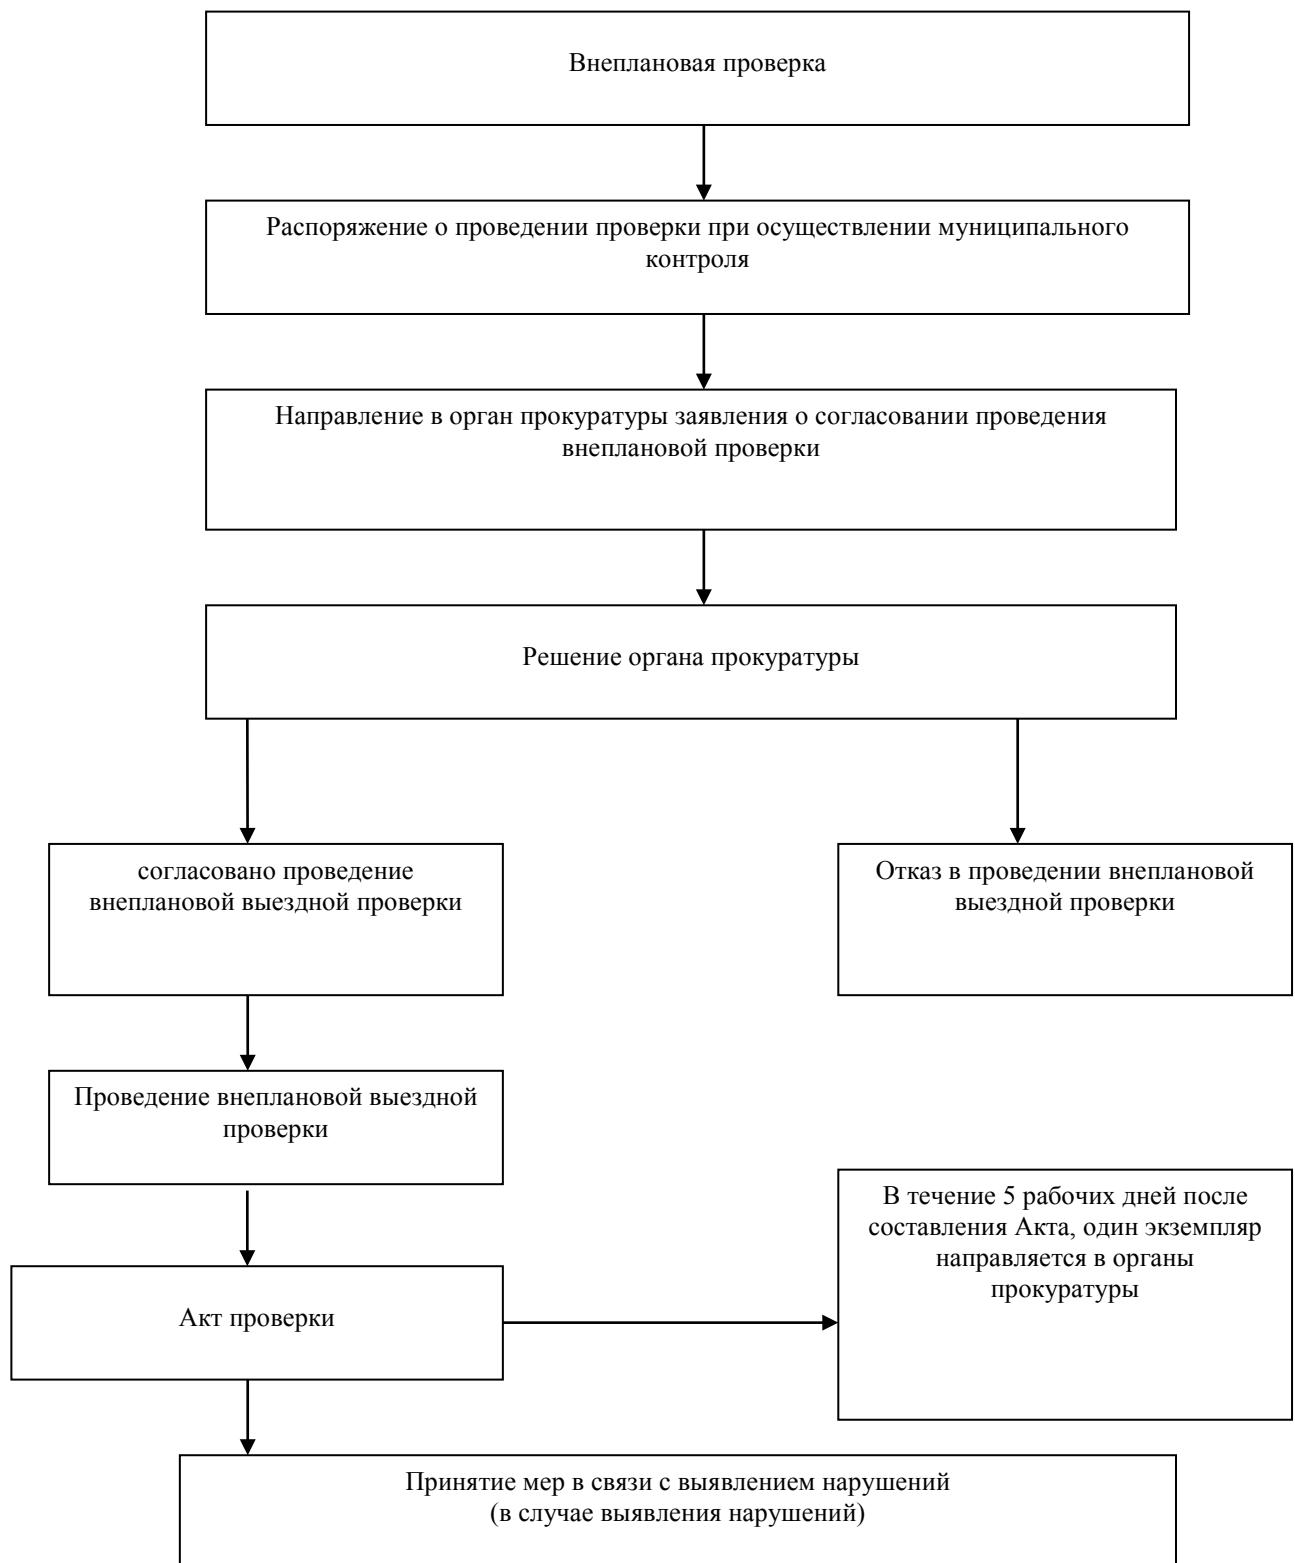 Внеплановая проверка
Распоряжение о проведении проверки при осуществлении муниципального
контроля
Направление в орган прокуратуры заявления о согласовании проведения
внеплановой проверки
Решение органа прокуратуры
согласовано проведение
внеплановой выездной проверки
Отказ в проведении внеплановой
выездной проверки
Проведение внеплановой выездной
проверки
В течение 5 рабочих дней после
составления Акта, один экземпляр
направляется в органы
прокуратуры
Акт проверки
Принятие мер в связи с выявлением нарушений
(в случае выявления нарушений)